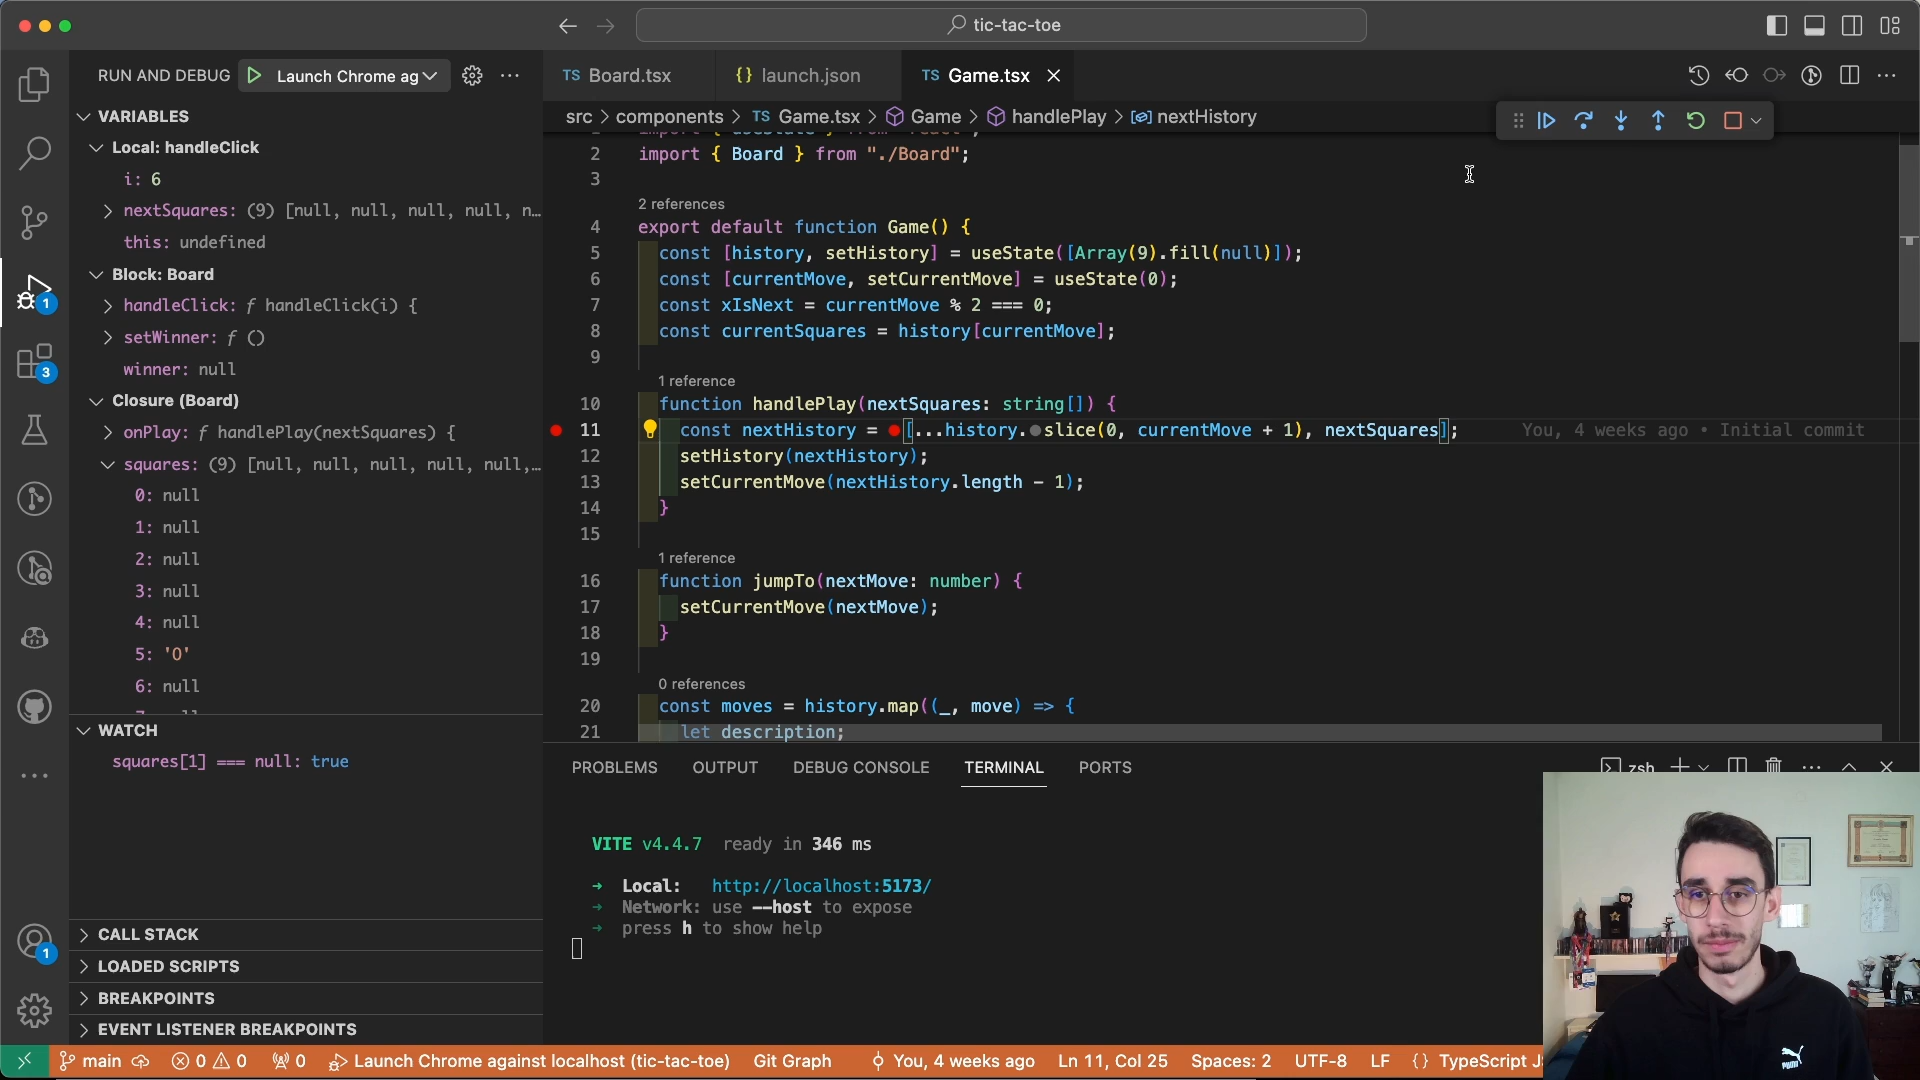 tic-tac-toe
RUN AND DEBUG
Launch Chrome ag
TS Board.tsx
{} launch.json
TS Game.tsx
src > components > TS Game.tsx > Game > handlePlay > nextHistory
VARIABLES
Local: handleClick
i: 6
nextSquares: (9) [null, null, null, null, n…
this: undefined
Block: Board
handleClick: ƒ handleClick(i) {
setWinner: ƒ ()
winner: null
Closure (Board)
onPlay: ƒ handlePlay(nextSquares) {
squares: (9) [null, null, null, null, null,…
0: null
1: null
2: null
3: null
4: null
5: 'O'
6: null
WATCH
squares[1] === null: true
CALL STACK
LOADED SCRIPTS
BREAKPOINTS
EVENT LISTENER BREAKPOINTS
1
3
1
2 import { Board } from "./Board";
3
2 references
4 export default function Game() {
5 const [history, setHistory] = useState([Array(9).fill(null)]);
6 const [currentMove, setCurrentMove] = useState(0);
7 const xIsNext = currentMove % 2 === 0;
8 const currentSquares = history[currentMove];
9
1 reference
10 function handlePlay(nextSquares: string[]) {
11 const nextHistory = [...history.slice(0, currentMove + 1), nextSquares]; You, 4 weeks ago • Initial commit
12 setHistory(nextHistory);
13 setCurrentMove(nextHistory.length - 1);
14 }
15
1 reference
16 function jumpTo(nextMove: number) {
17 setCurrentMove(nextMove);
18 }
19
0 references
20 const moves = history.map((_, move) => {
21 let description;
PROBLEMS OUTPUT DEBUG CONSOLE TERMINAL PORTS
zsh
VITE v4.4.7 ready in 346 ms
➜ Local: http://localhost:5173/
➜ Network: use --host to expose
➜ press h to show help
PUMA
main
0 0
0
Launch Chrome against localhost (tic-tac-toe)
Git Graph
You, 4 weeks ago
Ln 11, Col 25
Spaces: 2
UTF-8
LF
{} TypeScript J